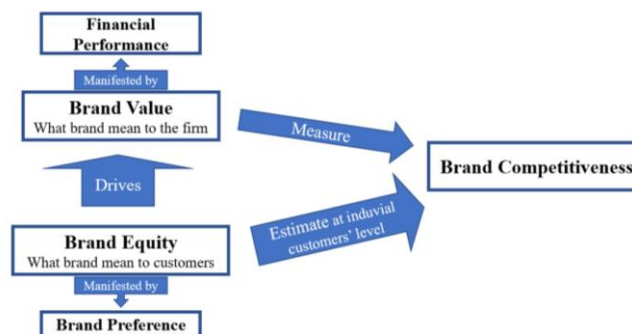 Financial
Performance
Manifested by
Brand Value
What brand mean to the firm
Measure
Brand Competitiveness
Drives
Estimate at induvial
customers' level
Brand Equity
What brand mean to customers
Manifested by
Brand Preference